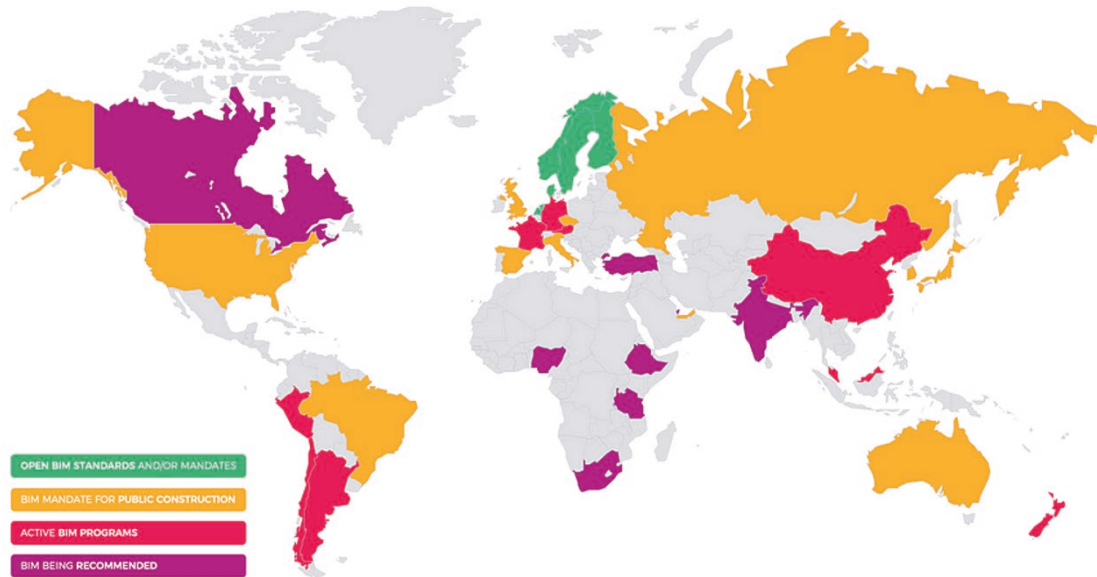 OPEN BIM STANDARDS AND/OR MANDATES
BIM MANDATE FOR PUBLIC CONSTRUCTION
ACTIVE BIM PROGRAMS
BIM BEING RECOMMENDED